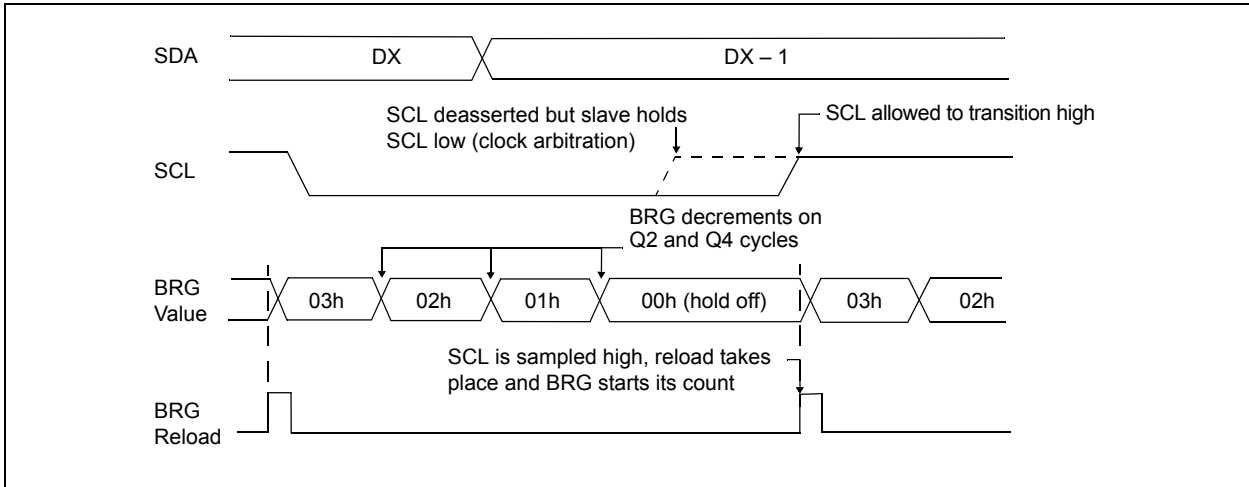 SDA
DX
DX – 1
SCL deasserted but slave holds
SCL low (clock arbitration)
SCL allowed to transition high
SCL
BRG decrements on
Q2 and Q4 cycles
BRG
Value
03h
02h
01h
00h (hold off)
03h
02h
SCL is sampled high, reload takes
place and BRG starts its count
BRG
Reload